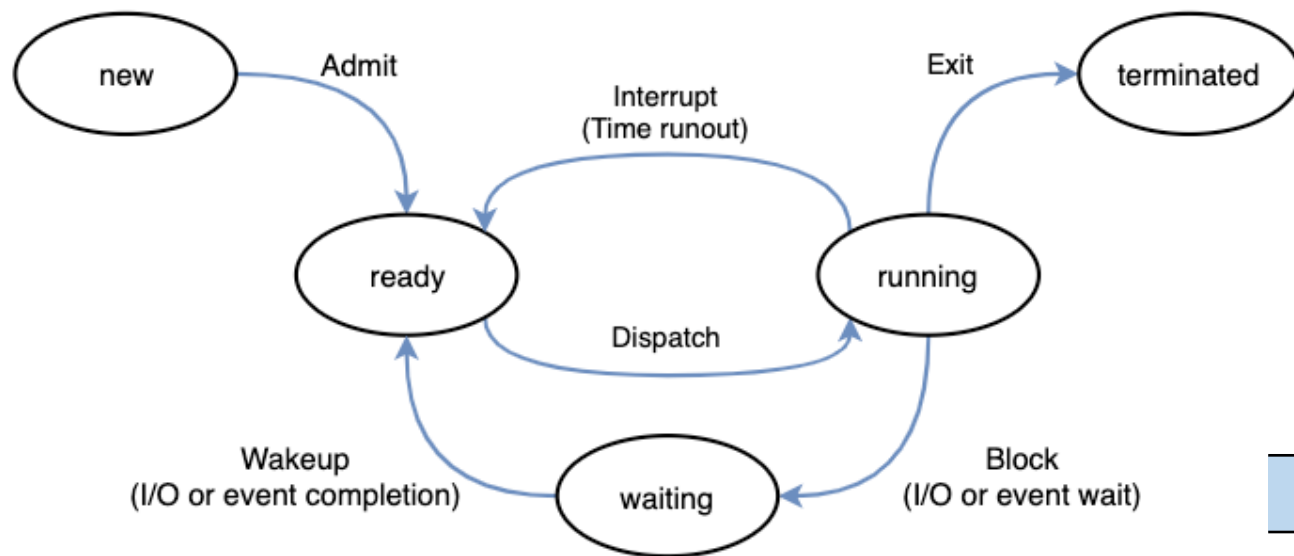 new
Admit
Exit
terminated
Interrupt
(Time runout)
ready
running
Dispatch
Wakeup
(I/O or event completion)
waiting
Block
(I/O or event wait)